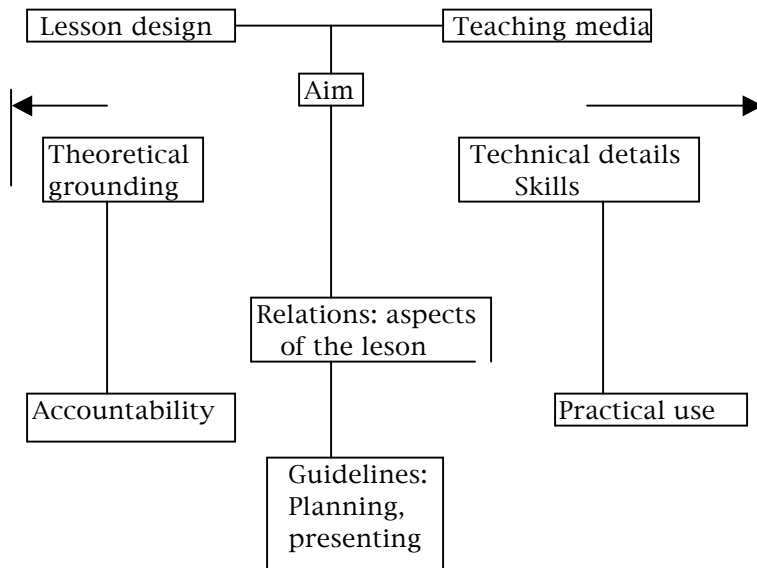 Lesson design
Teaching media
Aim
Theoretical
grounding
Technical details
Skills
Relations: aspects
of the leson
Accountability
Practical use
Guidelines:
Planning,
presenting